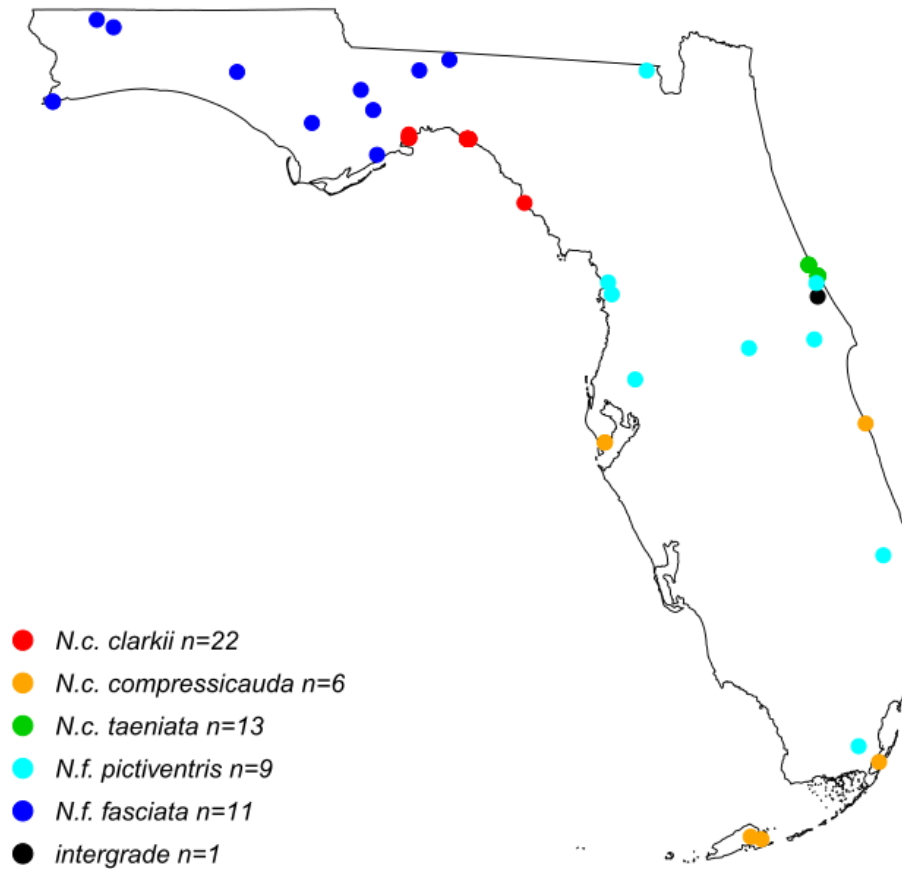 N.c. clarkii n=22
N.c. compressicauda n=6
N.c. taeniata n=13
N.f. pictiventris n=9
N.f. fasciata n=11
intergrade n=1